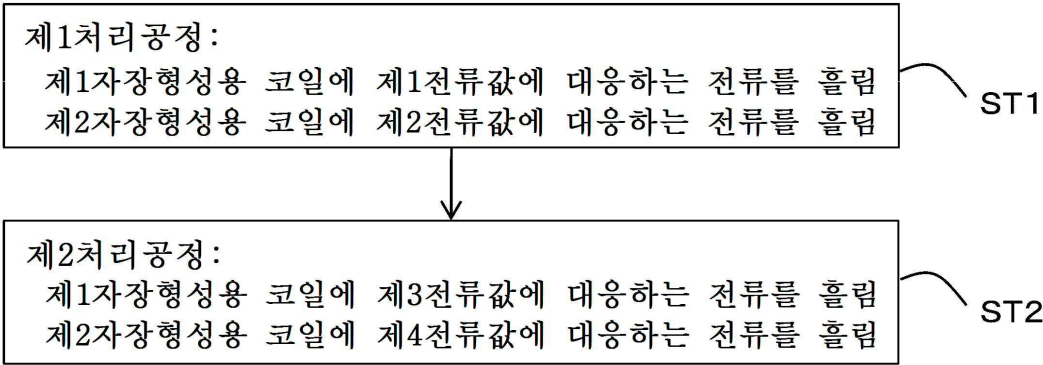 제1처리공정:
제1자장형성용 코일에 제1전류값에 대응하는 전류를 흘림
제2자장형성용 코일에 제2전류값에 대응하는 전류를 흘림
ST1
제2처리공정:
제1자장형성용 코일에 제3전류값에 대응하는 전류를 흘림
제2자장형성용 코일에 제4전류값에 대응하는 전류를 흘림
ST2